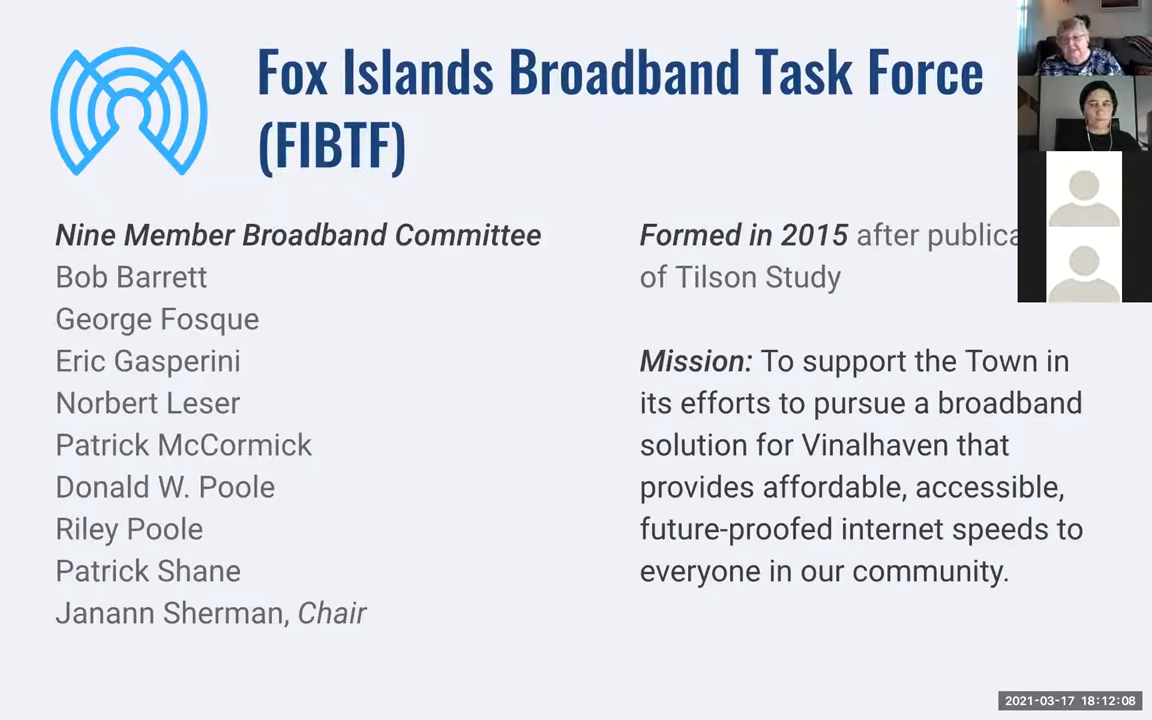 Fox Islands Broadband Task Force
(FIBTF)
Nine Member Broadband Committee
Bob Barrett
George Fosque
Eric Gasperini
Norbert Leser
Patrick McCormick
Donald W. Poole
Riley Poole
Patrick Shane
Janann Sherman, Chair
Formed in 2015 after
of Tilson Study
Mission: To support the Town in
its efforts to pursue a broadband
solution for Vinalhaven that
provides affordable, accessible,
future-proofed internet speeds to
everyone in our community.
2021-03-17 18:12:08